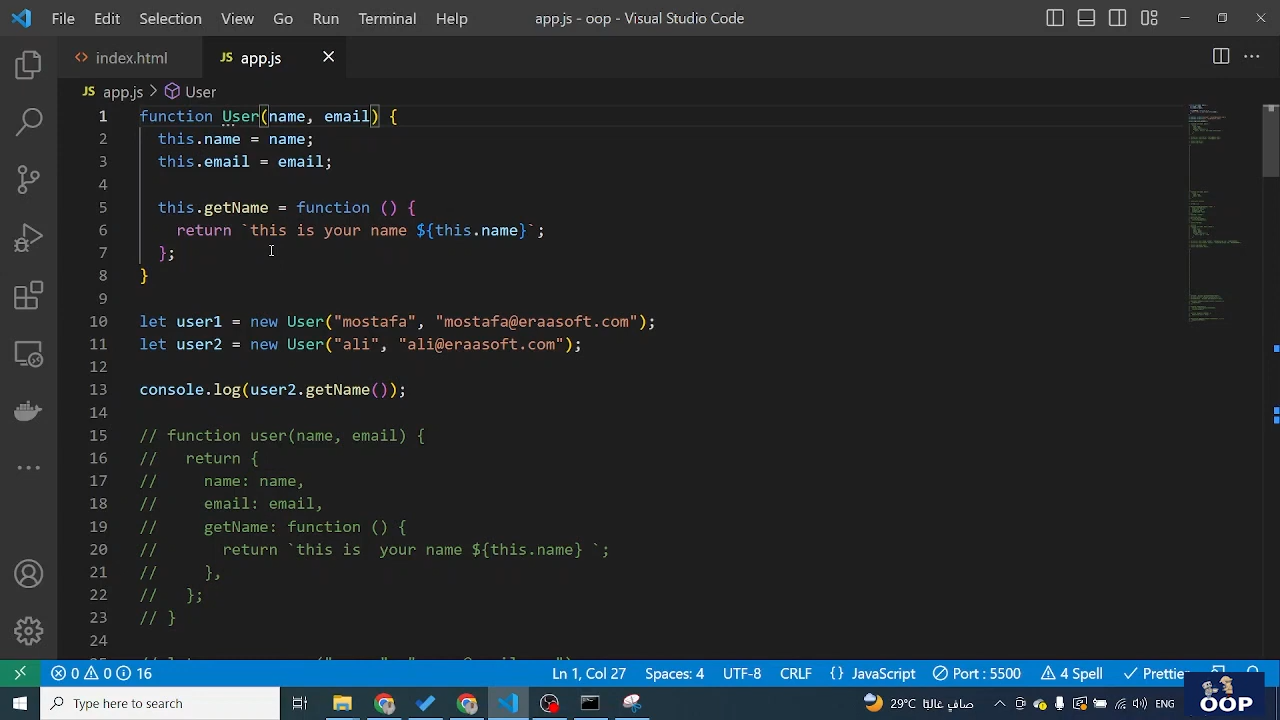 File Edit Selection View Go Run Terminal Help app.js - oop - Visual Studio Code
index.html JS app.js
JS app.js > User
1 function User(name, email) {
2 this.name = name;
3 this.email = email;
4
5 this.getName = function () {
6 return `this is your name ${this.name}`;
7 };
8 }
9
10 let user1 = new User("mostafa", "mostafa@eraasoft.com");
11 let user2 = new User("ali", "ali@eraasoft.com");
12
13 console.log(user2.getName());
14
15 // function user(name, email) {
16 // return {
17 // name: name,
18 // email: email,
19 // getName: function () {
20 // return `this is  your name ${this.name} `;
21 // },
22 // };
23 // }
24
0 0 16 Ln 1, Col 27 Spaces: 4 UTF-8 CRLF {} JavaScript Port : 5500 4 Spell Prettier
Type here to search 29°C صافٍ غالبًا ENG
OOP